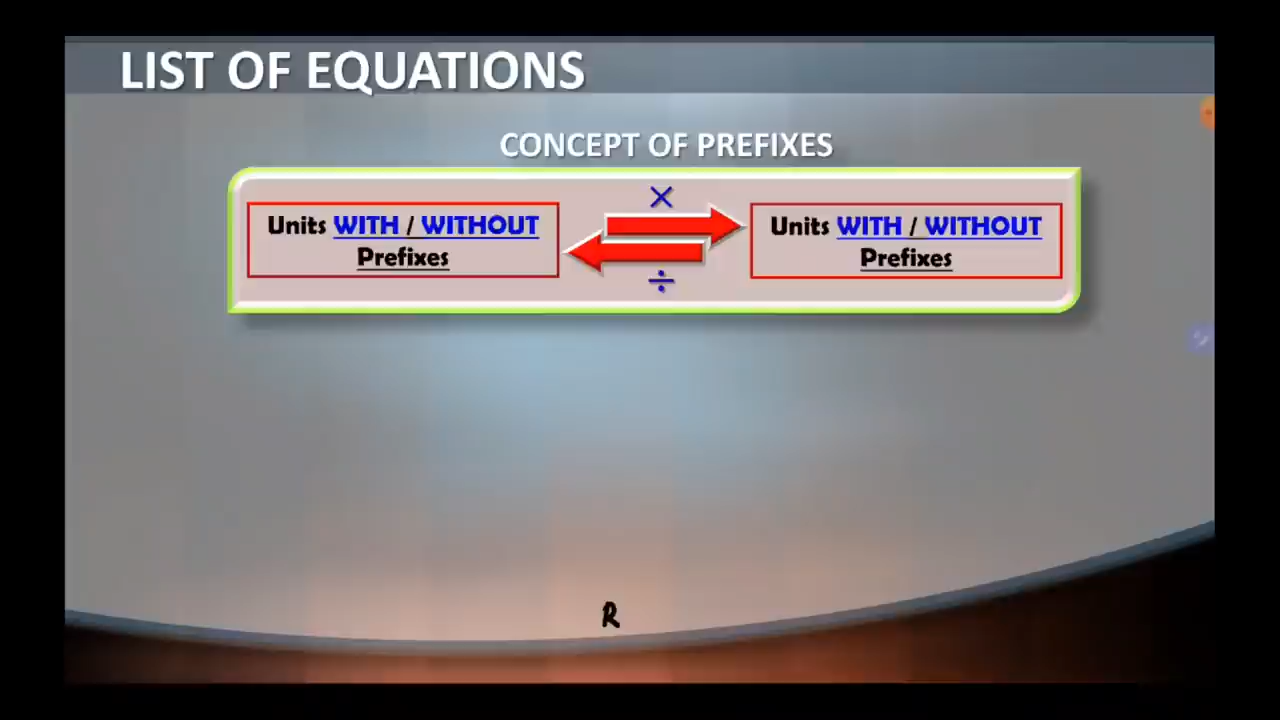 LIST OF EQUATIONS
CONCEPT OF PREFIXES
Units WITH / WITHOUT
Prefixes
×
÷
Units WITH / WITHOUT
Prefixes
R